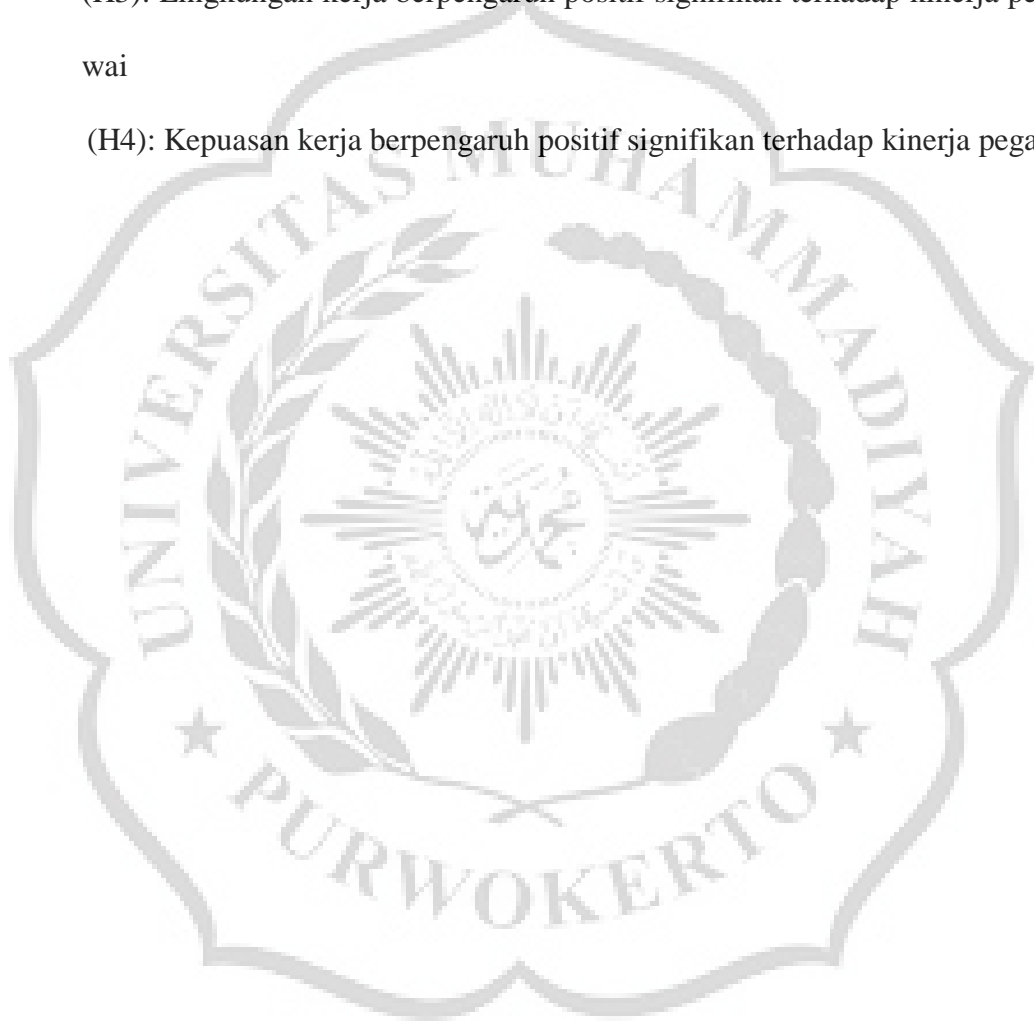 (H3): Lingkungan kerja berpengaruh positif signifikan terhadap kinerja pe
wai
(H4): Kepuasan kerja berpengaruh positif signifikan terhadap kinerja pega
UNIVERSITAS MUHAMMADIYAH
★ PURWOKERTO ★